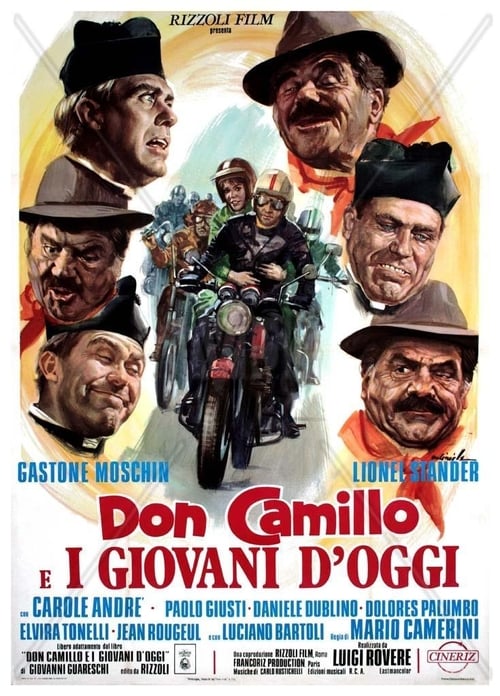 RIZZOLI FILM
presenta
GASTONE MOSCHIN
LIONEL STANDER
Don Camillo
E I GIOVANI D'OGGI
con CAROLE ANDRE' · PAOLO GIUSTI · DANIELE DUBLINO · DOLORES PALUMBO
ELVIRA TONELLI · JEAN ROUGEUL e con LUCIANO BARTOLI Regia di MARIO CAMERINI
libero adattamento dal libro
"DON CAMILLO E I GIOVANI D'OGGI"
di GIOVANNI GUARESCHI edito da RIZZOLI
Una coproduzione RIZZOLI FILM, Roma
FRANCORIZ PRODUCTION Paris
Musiche di CARLO RUSTICHELLI Edizioni musicali R.C.A.
Realizzata da
LUIGI ROVERE
Eastmancolor
CINERIZ